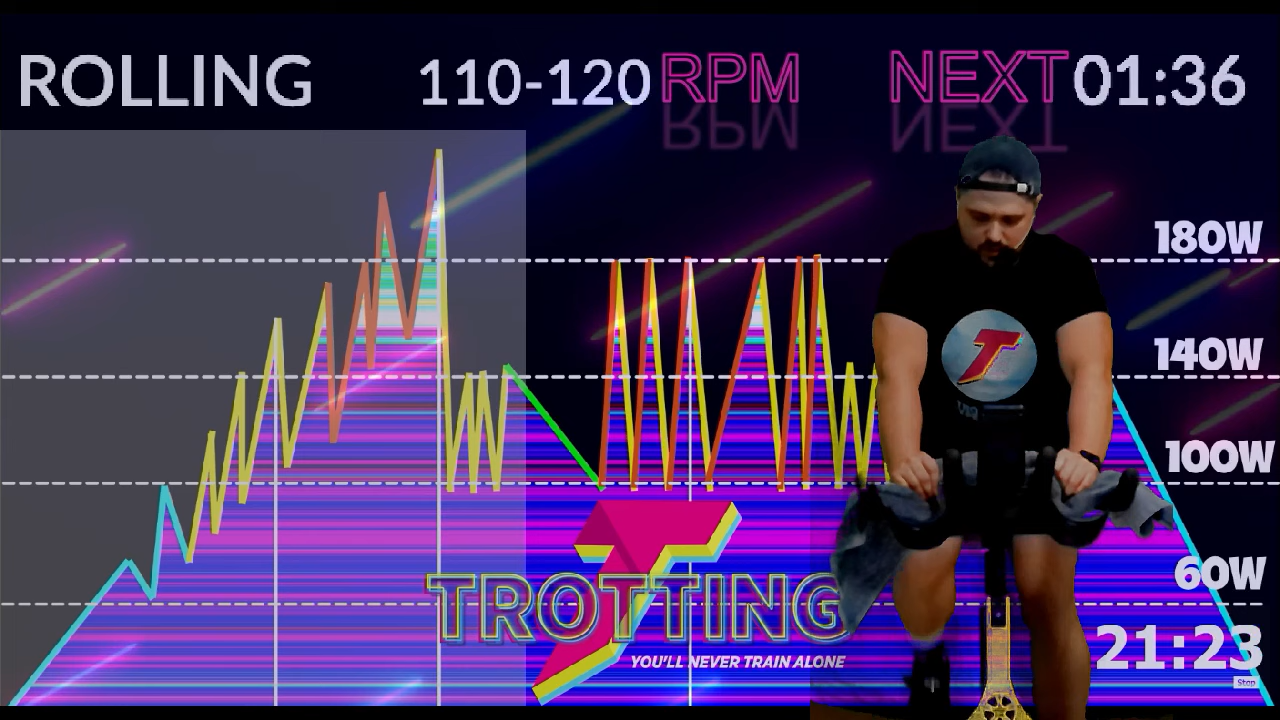 ROLLING 110-120 RPM NEXT 01:36
180W
140W
100W
60W
TROTTING
YOU'LL NEVER TRAIN ALONE
21:23
Stop